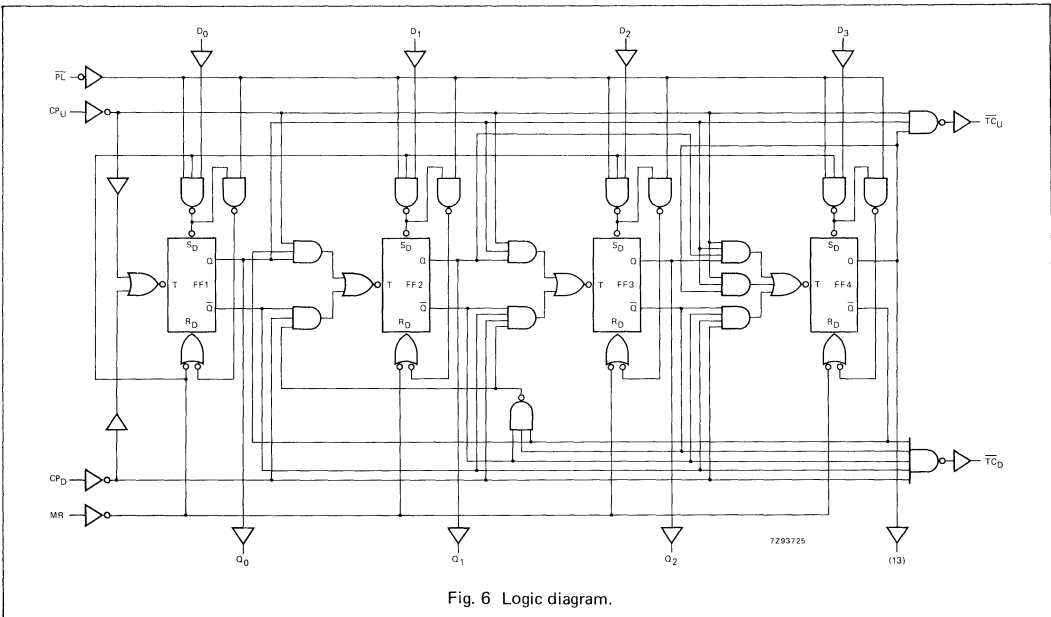 D0 D1 D2 D3
PL
CPU
TCU
SD SD SD SD
Q Q Q Q
T FF1 T FF2 T FF3 T FF4
Q Q Q Q
RD RD RD RD
CPD
TCD
MR
7Z93725
Q0 Q1 Q2 (13)
Fig. 6 Logic diagram.